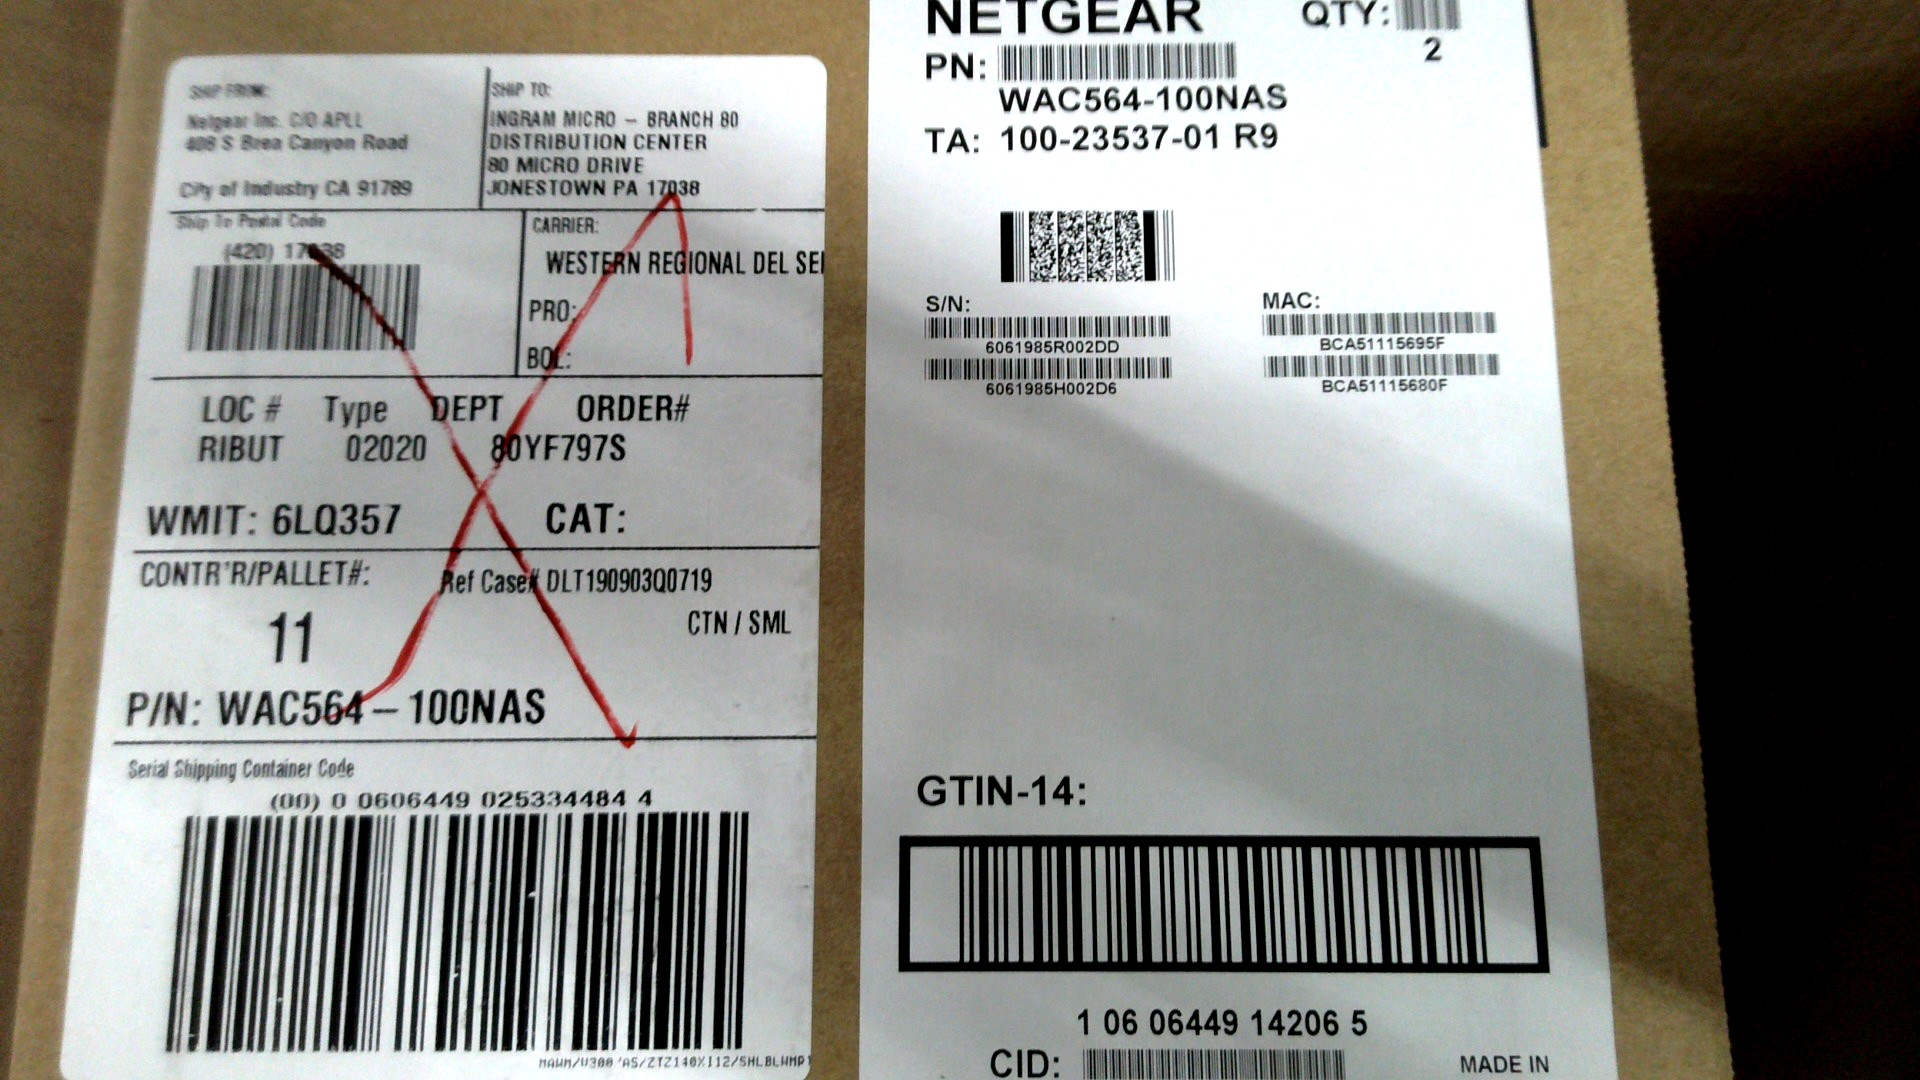 SHIP FROM:
Netgear Inc. C/O APLL
408 S Brea Canyon Road
City of Industry CA 91789
SHIP TO:
INGRAM MICRO – BRANCH 80
DISTRIBUTION CENTER
80 MICRO DRIVE
JONESTOWN PA 17038
Ship To Postal Code
(420) 17038
CARRIER:
WESTERN REGIONAL DEL SE
PRO:
BOL:
LOC # Type DEPT ORDER#
RIBUT 02020 80YF797S
WMIT: 6LQ357 CAT:
CONTR'R/PALLET#: Ref Case# DLT190903Q0719
11 CTN / SML
P/N: WAC564–100NAS
Serial Shipping Container Code
(00) 0 0606449 025334484 4
NETGEAR QTY:
2
PN:
WAC564-100NAS
TA: 100-23537-01 R9
S/N: MAC:
6061985R002DD BCA51115695F
6061985H002D6 BCA51115680F
GTIN-14:
1 06 06449 14206 5
CID: MADE IN